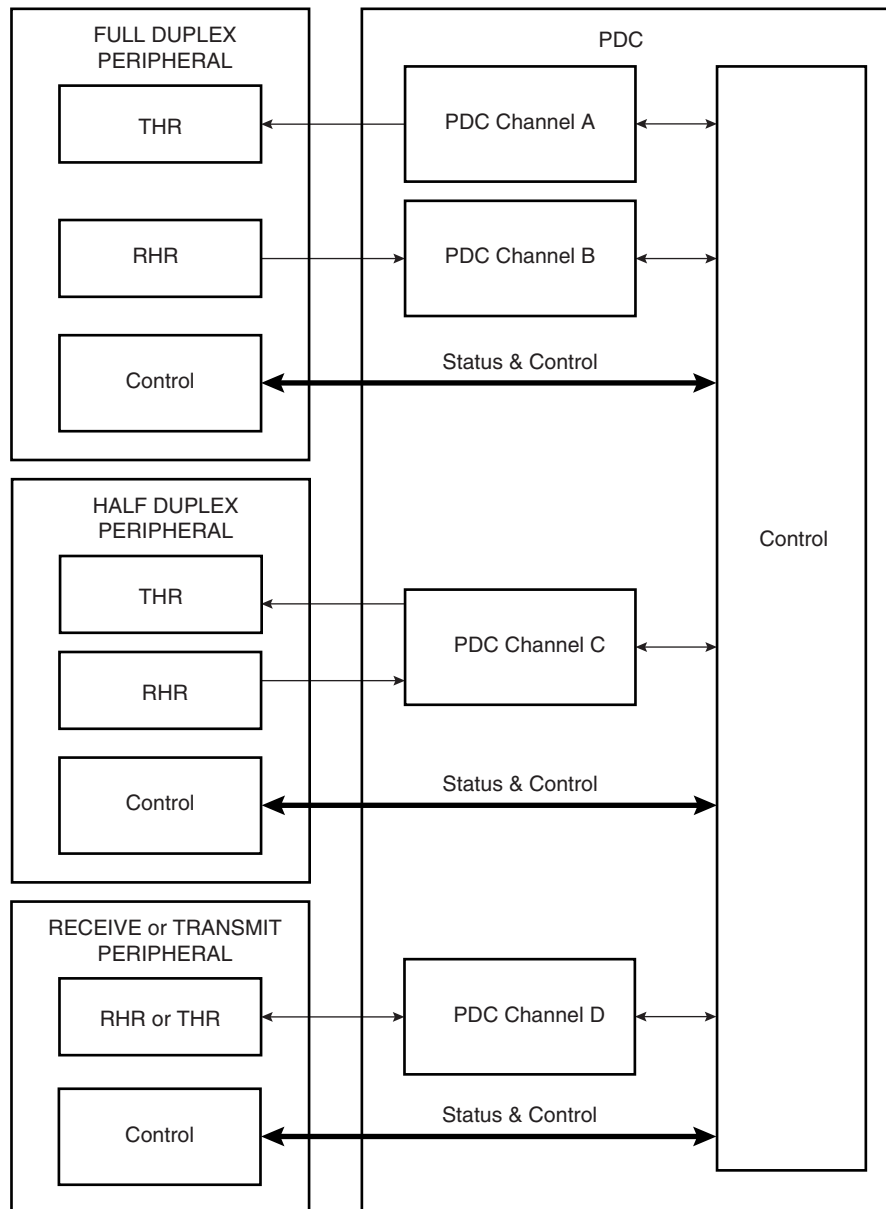 FULL DUPLEX
PERIPHERAL
PDC
THR
PDC Channel A
RHR
PDC Channel B
Control
Status & Control
HALF DUPLEX
PERIPHERAL
THR
Control
PDC Channel C
RHR
Control
Status & Control
RECEIVE or TRANSMIT
PERIPHERAL
RHR or THR
PDC Channel D
Control
Status & Control